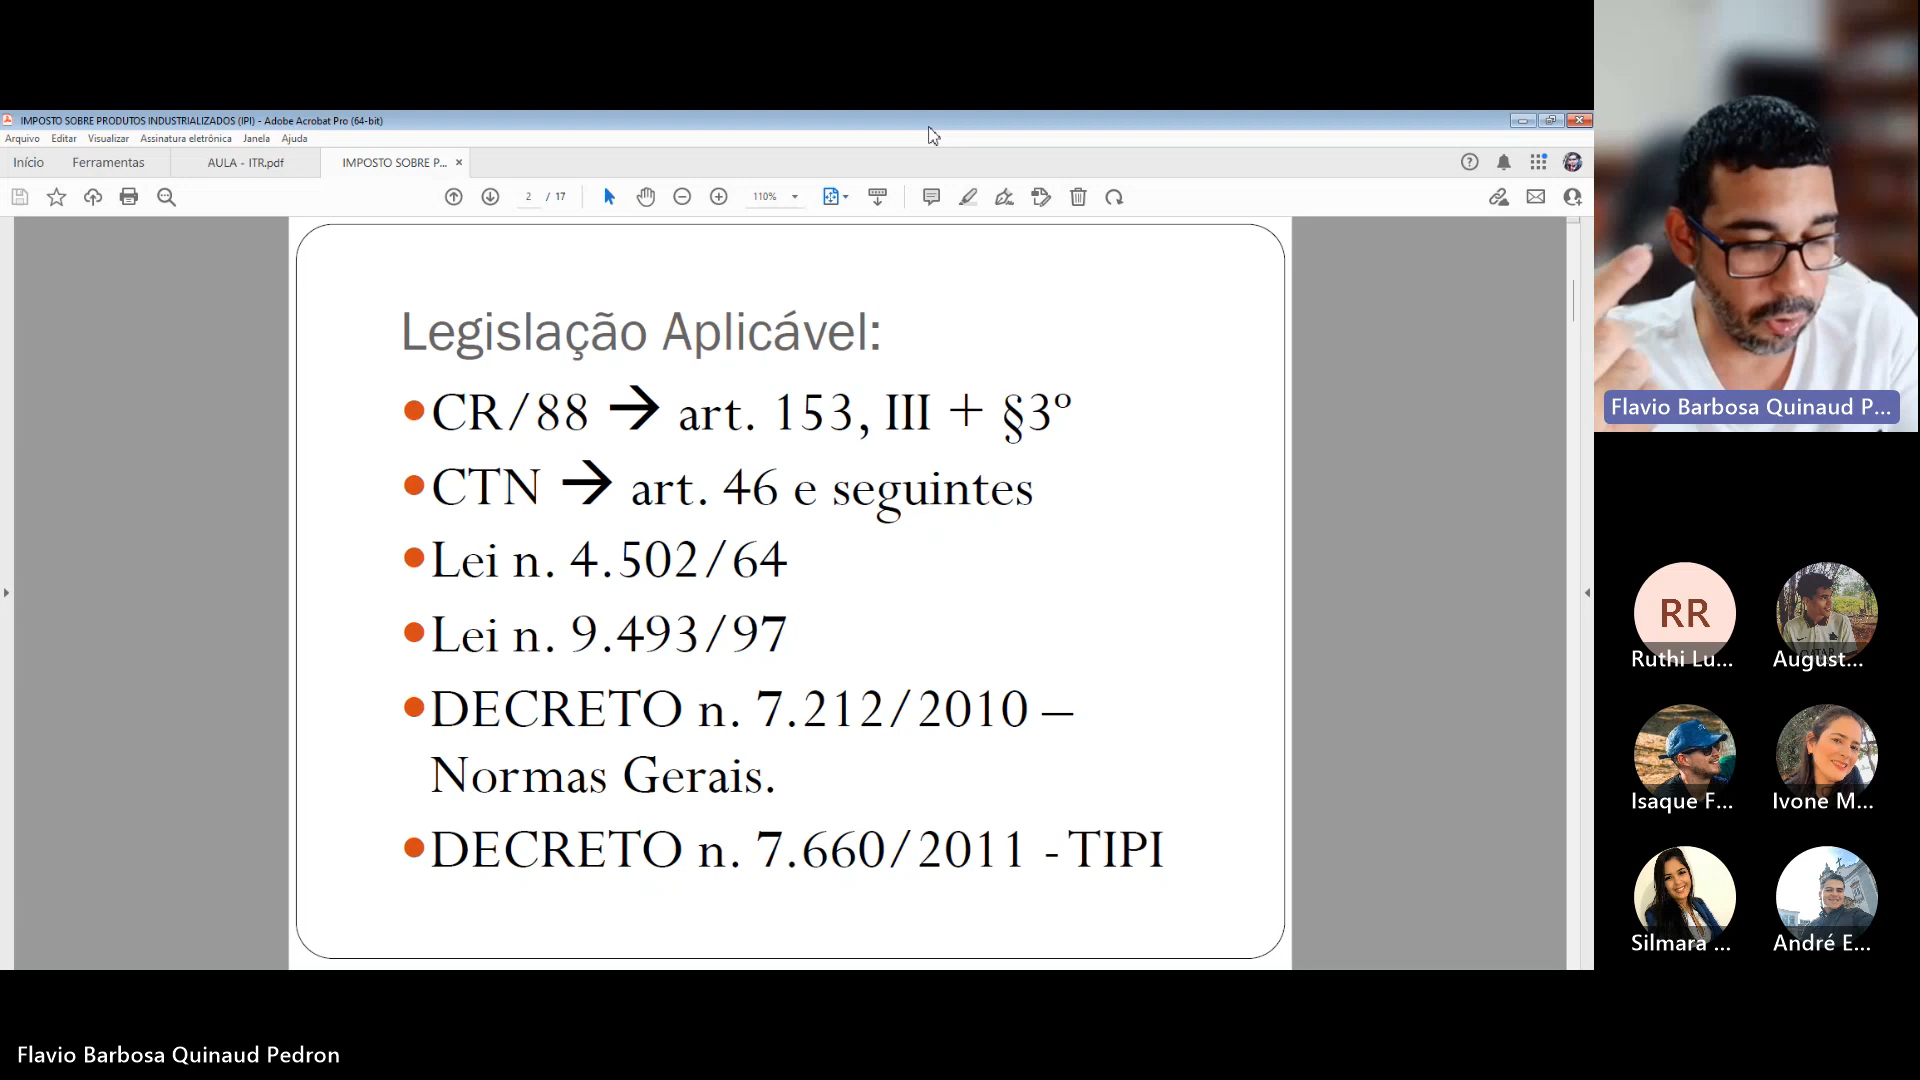 IMPOSTO SOBRE PRODUTOS INDUSTRIALIZADOS (IPI) - Adobe Acrobat Pro (64-bit)
Arquivo Editar Visualizar Assinatura eletrônica Janela Ajuda
Início Ferramentas AULA - ITR.pdf IMPOSTO SOBRE P... ×
2 / 17 110%
Legislação Aplicável:
•CR/88 → art. 153, III + §3º
•CTN → art. 46 e seguintes
•Lei n. 4.502/64
•Lei n. 9.493/97
•DECRETO n. 7.212/2010 –
Normas Gerais.
•DECRETO n. 7.660/2011 - TIPI
Flavio Barbosa Quinaud P...
RR
Ruthi Lu... August...
Isaque F... Ivone M...
Silmara ... André E...
Flavio Barbosa Quinaud Pedron